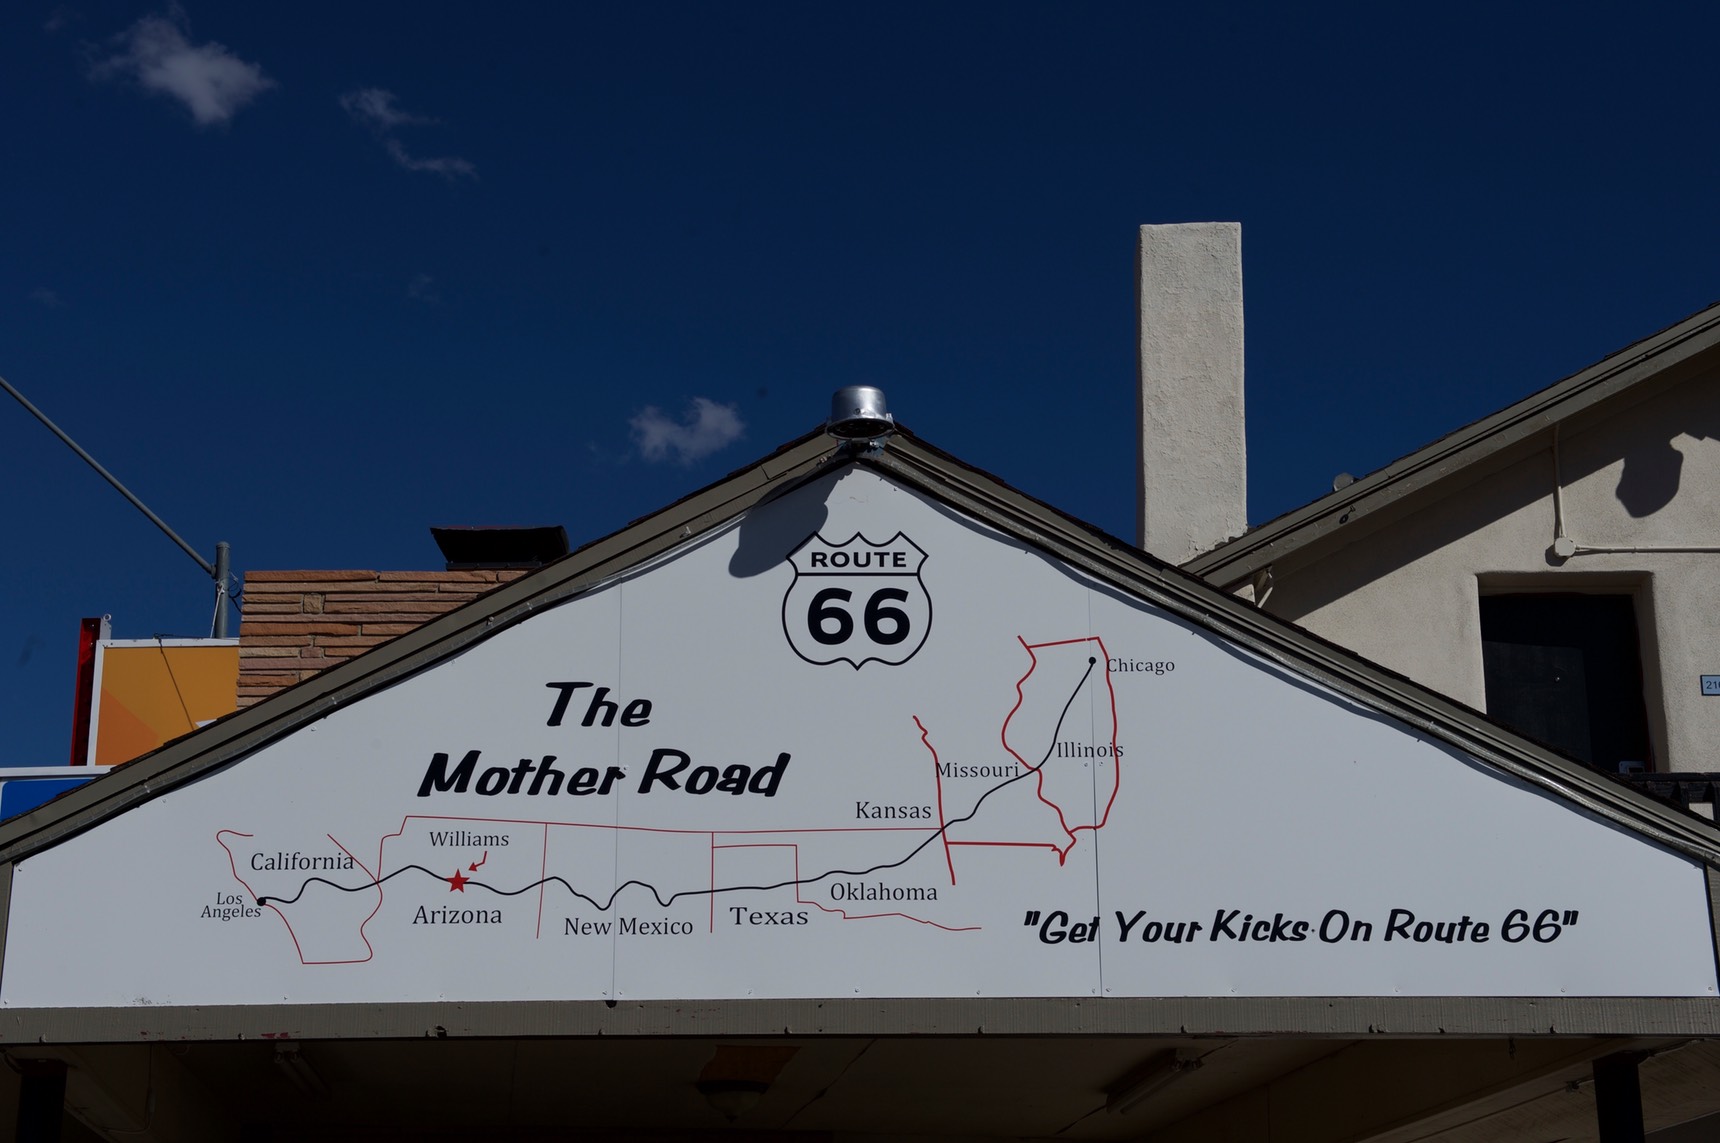 ROUTE
66
The
Mother Road
Chicago
Illinois
Missouri
Kansas
Williams
California
Los
Angeles
Arizona
New Mexico
Texas
Oklahoma
"Get Your Kicks On Route 66"